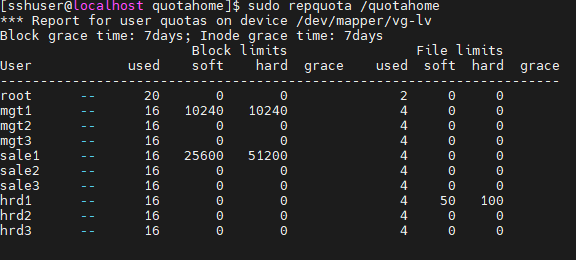 [sshuser@localhost quotahome]$ sudo repquota /quotahome
*** Report for user quotas on device /dev/mapper/vg-lv
Block grace time: 7days; Inode grace time: 7days
                        Block limits                File limits
User            used    soft    hard  grace    used  soft  hard  grace
----------------------------------------------------------------------
root      --      20       0       0              2     0     0
mgt1      --      16   10240   10240              4     0     0
mgt2      --      16       0       0              4     0     0
mgt3      --      16       0       0              4     0     0
sale1     --      16   25600   51200              4     0     0
sale2     --      16       0       0              4     0     0
sale3     --      16       0       0              4     0     0
hrd1      --      16       0       0              4    50   100
hrd2      --      16       0       0              4     0     0
hrd3      --      16       0       0              4     0     0